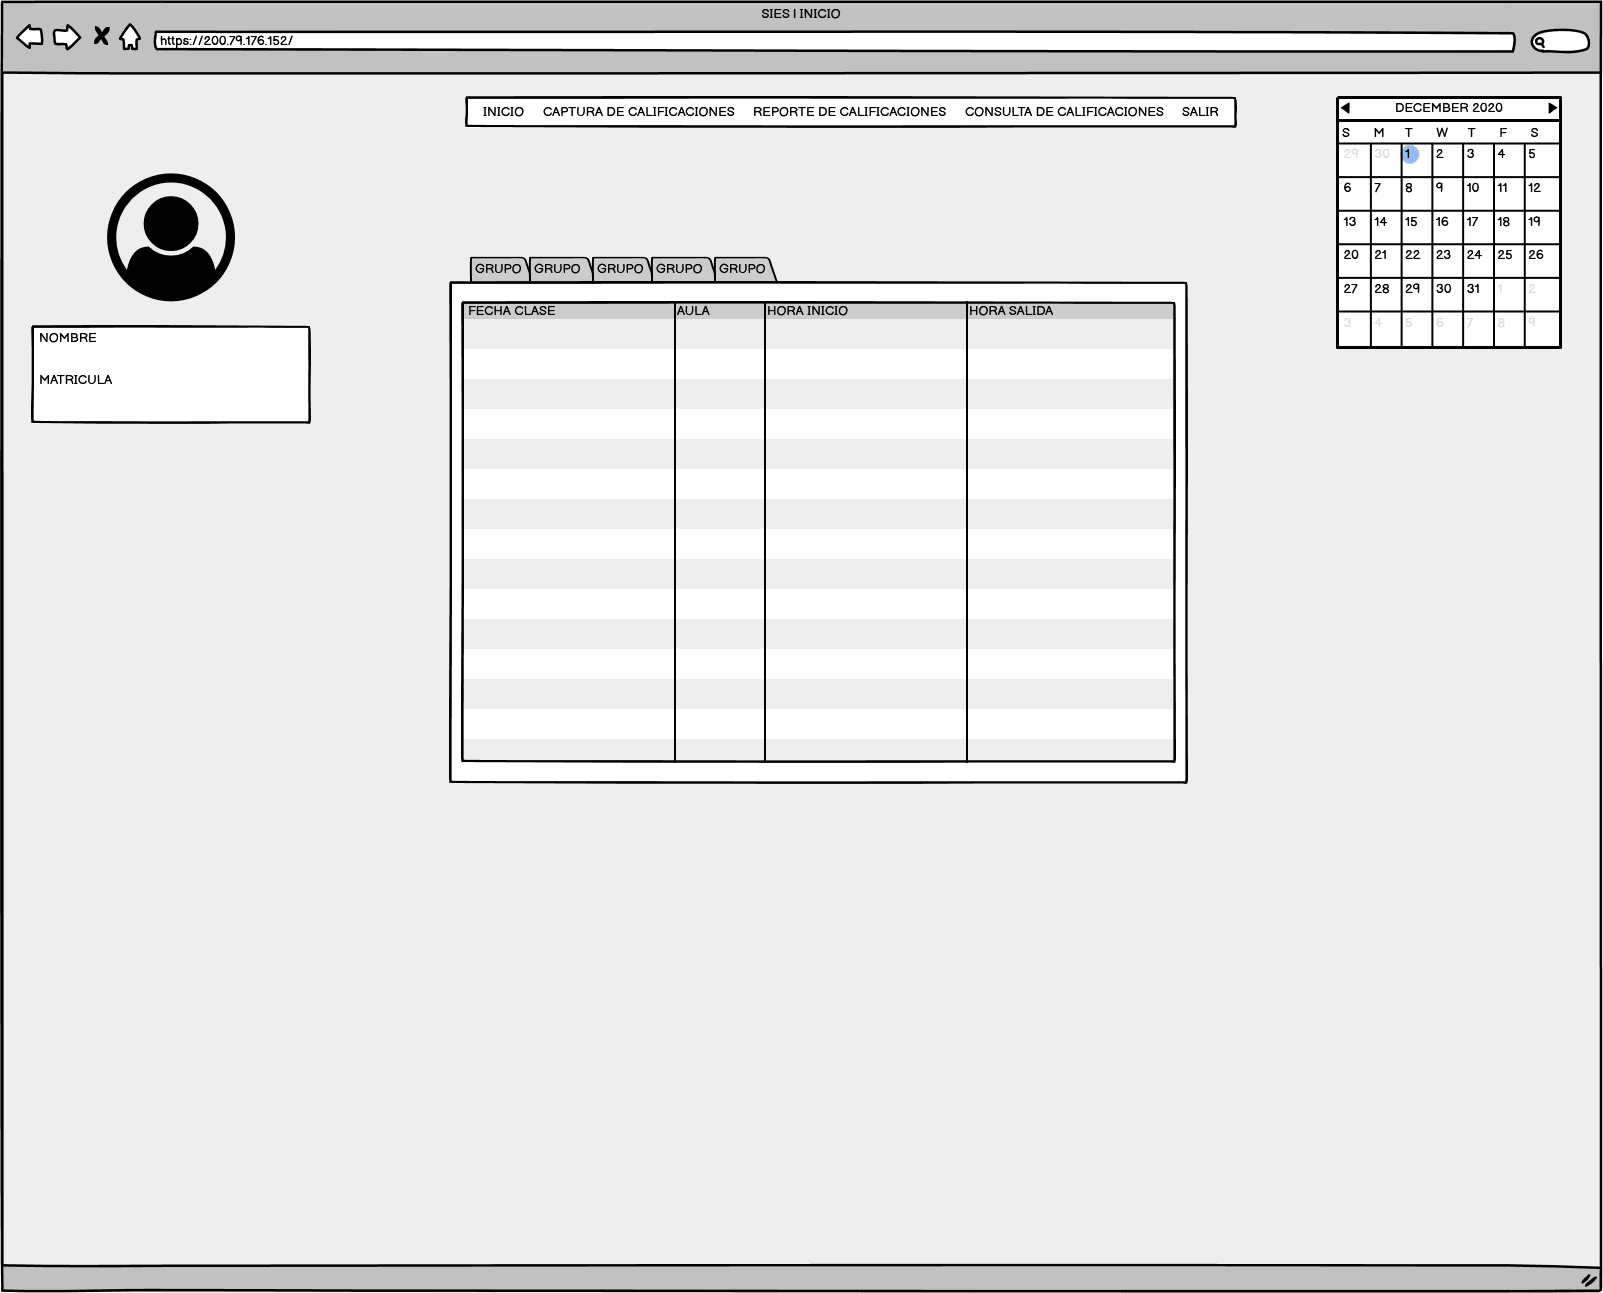 SIES | INICIO
https://200.79.176.152/
INICIO CAPTURA DE CALIFICACIONES REPORTE DE CALIFICACIONES CONSULTA DE CALIFICACIONES SALIR
DECEMBER 2020
S M T W T F S
29 30 1 2 3 4 5
6 7 8 9 10 11 12
13 14 15 16 17 18 19
20 21 22 23 24 25 26
27 28 29 30 31 1 2
3 4 5 6 7 8 9
GRUPO GRUPO GRUPO GRUPO GRUPO
FECHA CLASE AULA HORA INICIO HORA SALIDA
NOMBRE
MATRICULA